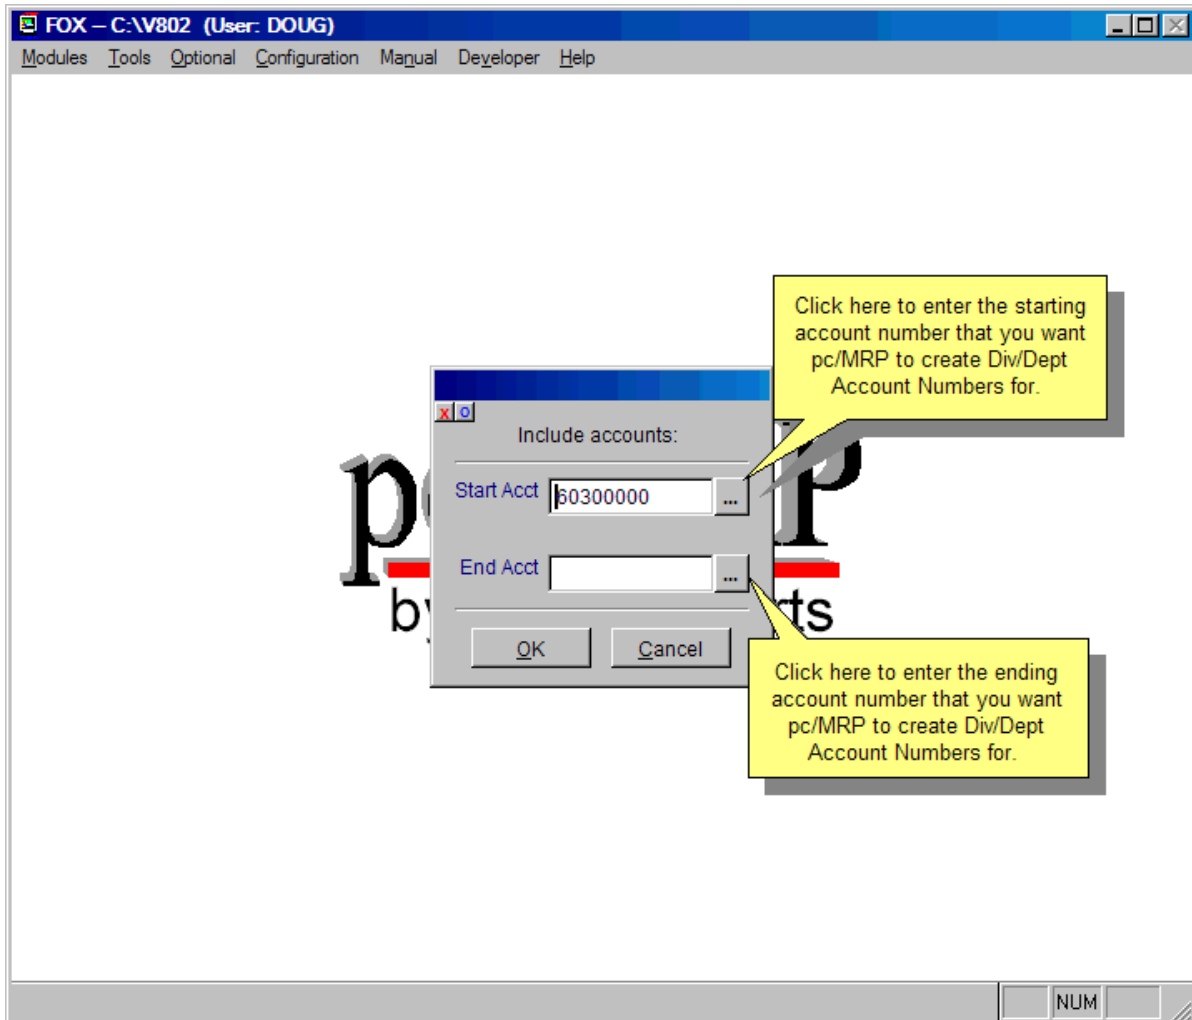 FOX – C:\V802 (User: DOUG)
Modules Tools Optional Configuration Manual Developer Help
Click here to enter the starting
account number that you want
pc/MRP to create Div/Dept
Account Numbers for.
X O
Include accounts:
Start Acct 60300000 ...
End Acct ...
OK Cancel
Click here to enter the ending
account number that you want
pc/MRP to create Div/Dept
Account Numbers for.
NUM